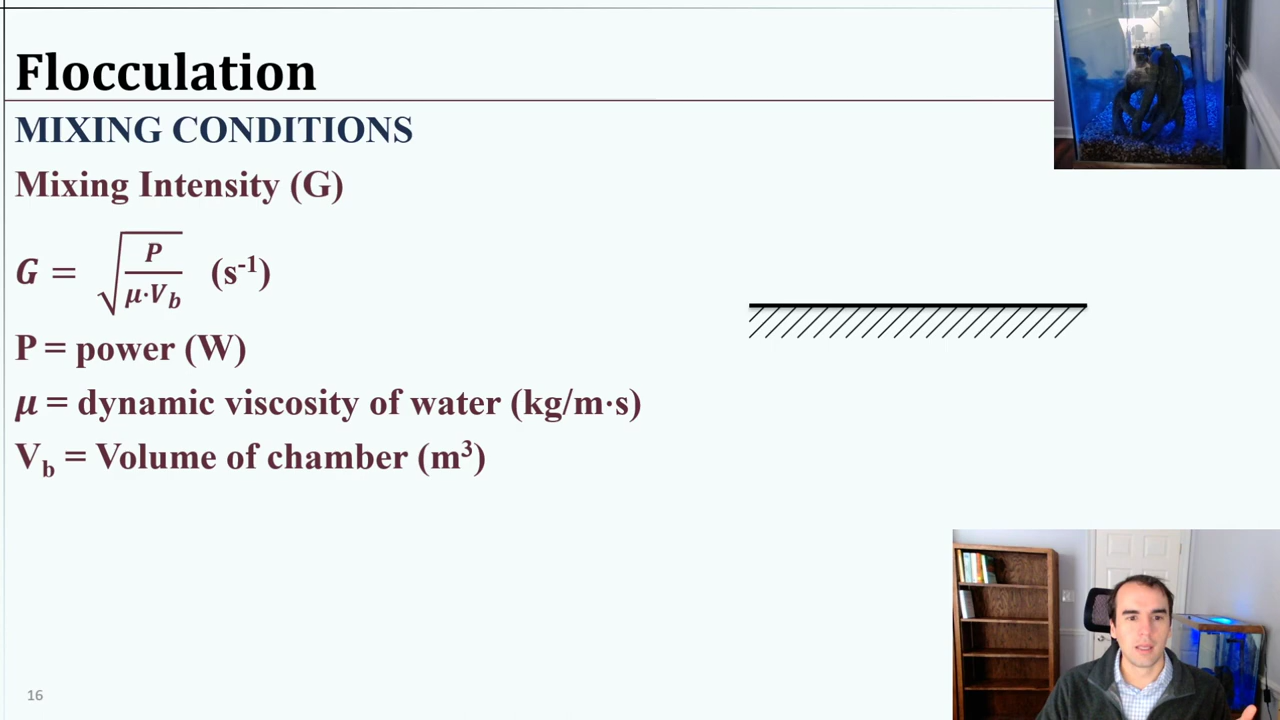 Flocculation
MIXING CONDITIONS
Mixing Intensity (G)
G = √(P / μ·V_b) (s⁻¹)
P = power (W)
μ = dynamic viscosity of water (kg/m·s)
V_b = Volume of chamber (m³)
16